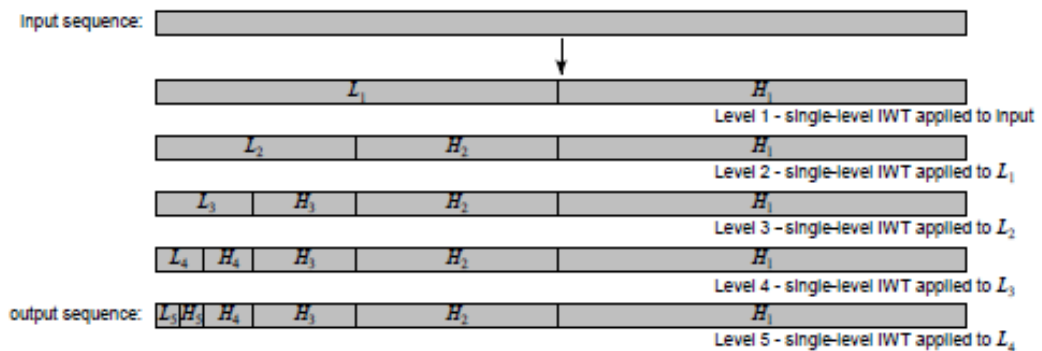 Input sequence:
L₁ H₁
Level 1 - single-level IWT applied to input
L₂ H₂ H₁
Level 2 - single-level IWT applied to L₁
L₃ H₃ H₂ H₁
Level 3 - single-level IWT applied to L₂
L₄ H₄ H₃ H₂ H₁
Level 4 - single-level IWT applied to L₃
output sequence: L₅ H₅ H₄ H₃ H₂ H₁
Level 5 - single-level IWT applied to L₄